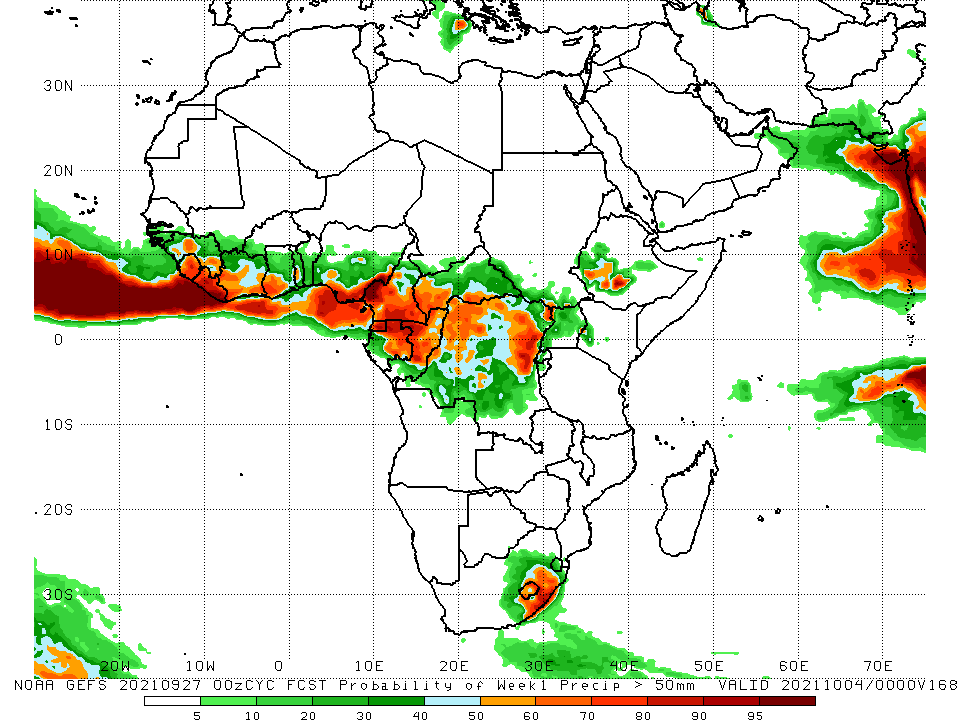 30N
20N
10N
0
10S
20S
30S
20W 10W 0 10E 20E 30E 40E 50E 60E 70E
NOAA GEFS 20210927 00zCYC FCST Probability of Week1 Precip > 50mm VALID 20211004/0000V168
5 10 20 30 40 50 60 70 80 90 95